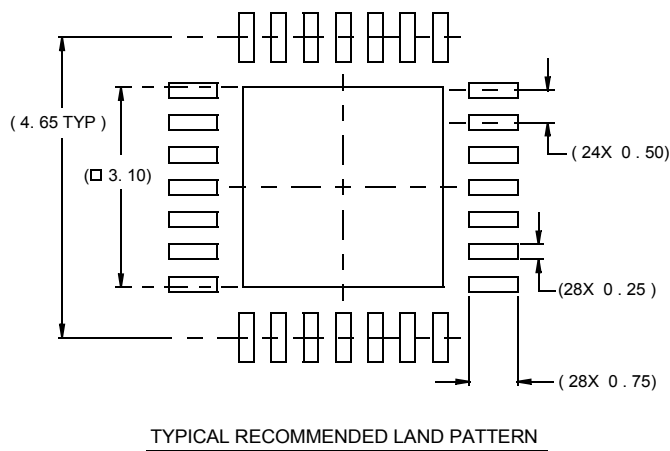 ( 4. 65 TYP )
(□ 3. 10)
( 24X 0 . 50)
(28X 0 . 25 )
( 28X 0 . 75)
TYPICAL RECOMMENDED LAND PATTERN